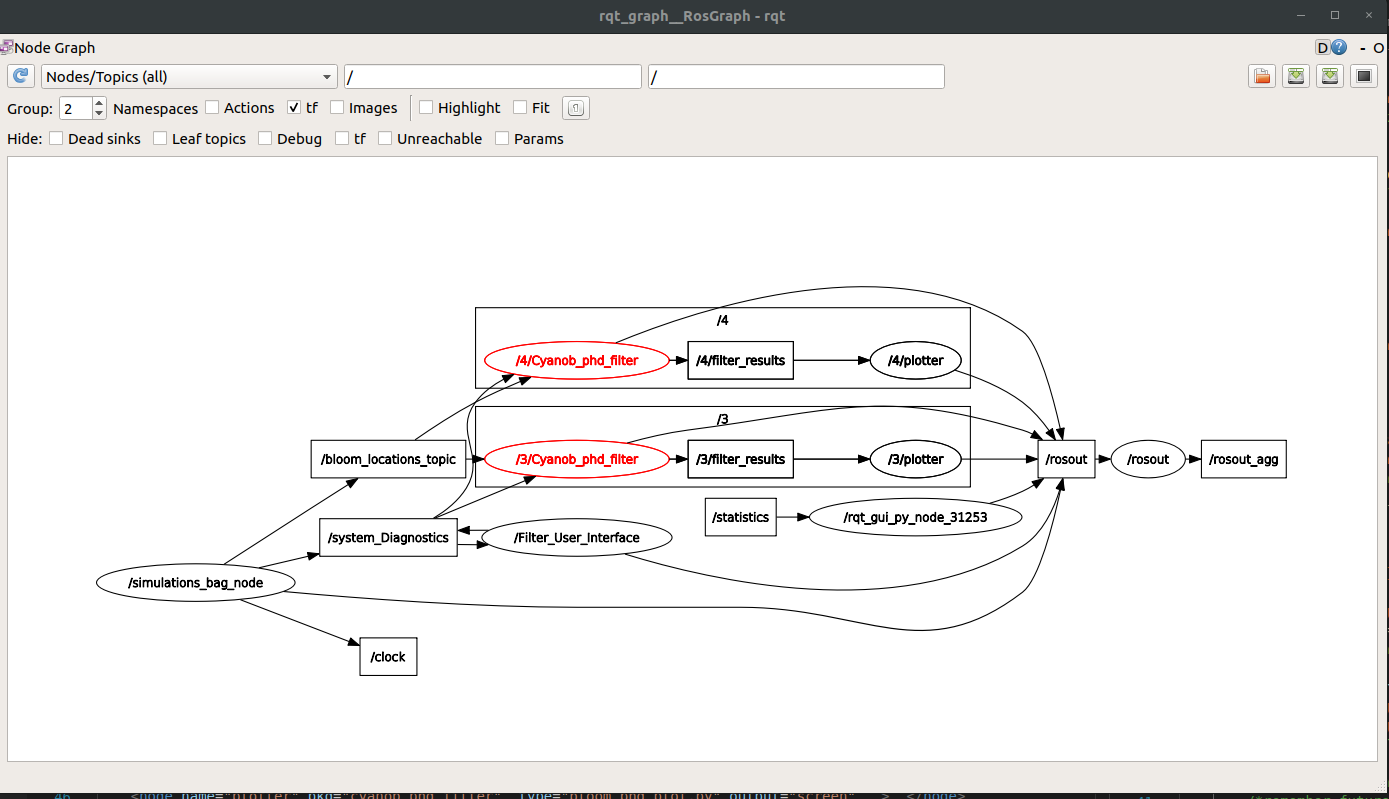 rqt_graph__RosGraph - rqt
Node Graph
D ? - O
Nodes/Topics (all) / /
Group: 2 Namespaces Actions tf Images Highlight Fit
Hide: Dead sinks Leaf topics Debug tf Unreachable Params
/4
/4/Cyanob_phd_filter /4/filter_results /4/plotter
/3
/bloom_locations_topic /3/Cyanob_phd_filter /3/filter_results /3/plotter /rosout /rosout /rosout_agg
/statistics /rqt_gui_py_node_31253
/system_Diagnostics /Filter_User_Interface
/simulations_bag_node
/clock